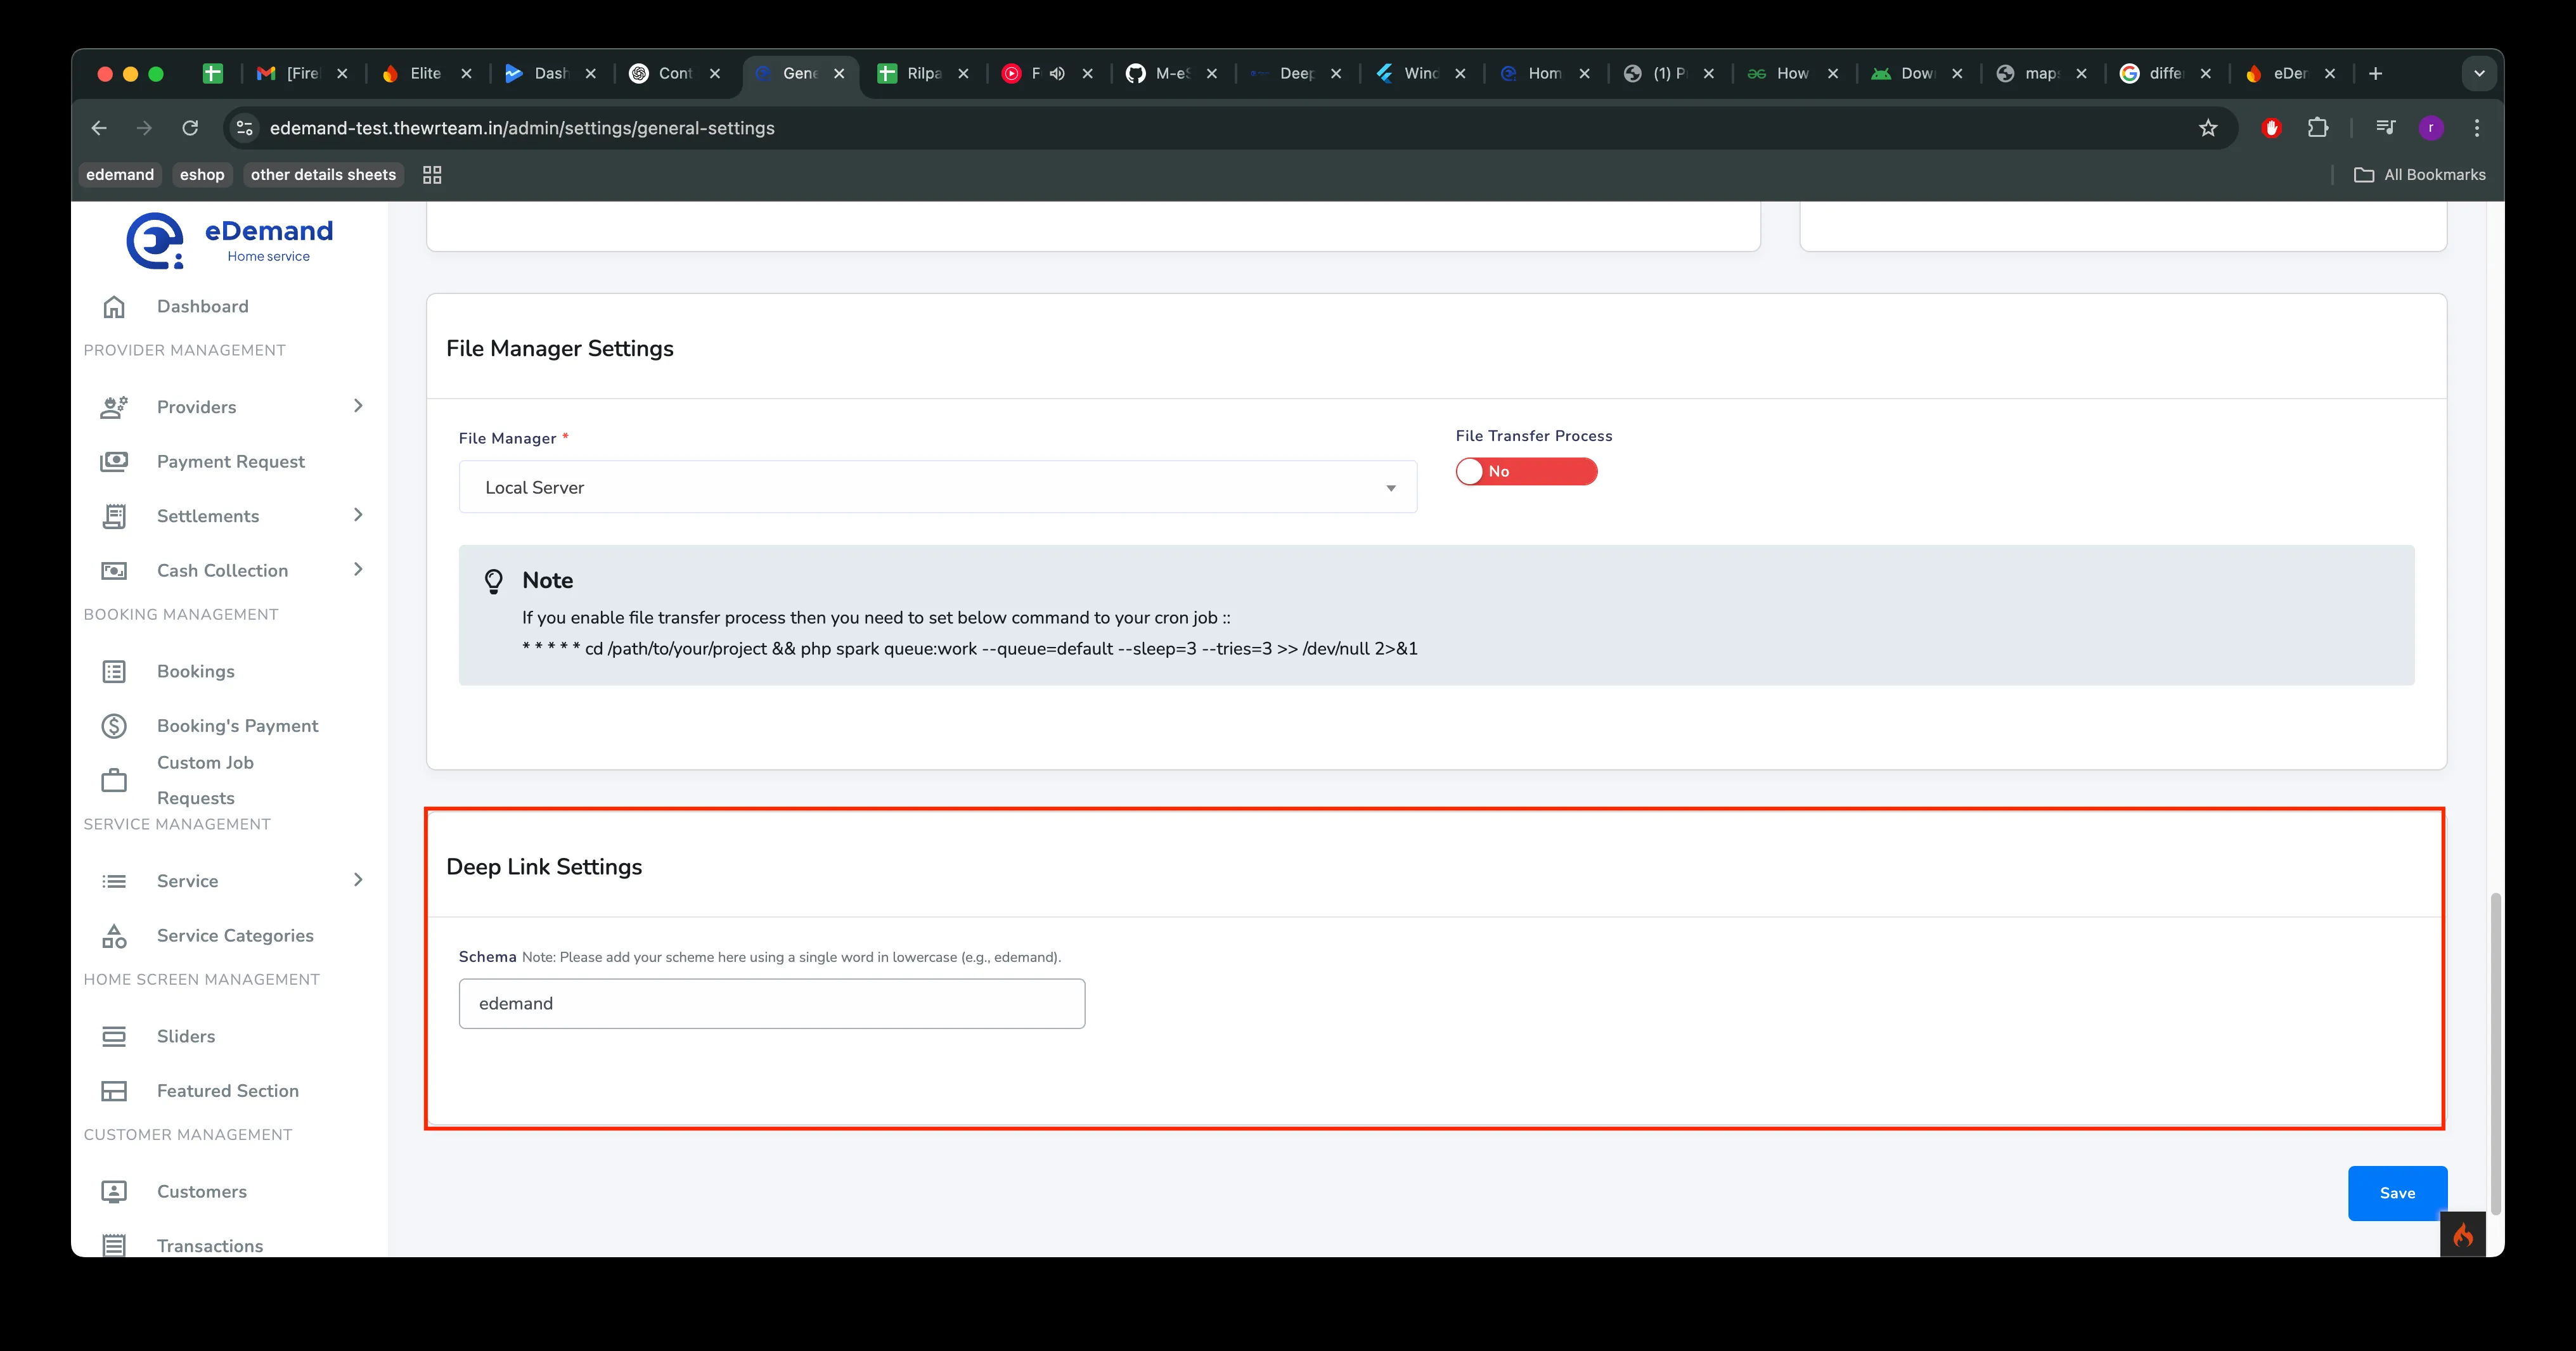 [Fire
Elite
Dash
Cont
Gene
Rilpa
F
M-eS
Deep
Wind
Hom
(1) P
How
Dow
map
diffe
eDer
edemand-test.thewrteam.in/admin/settings/general-settings
r
edemand
eshop
other details sheets
All Bookmarks
eDemand
Home service
Dashboard
PROVIDER MANAGEMENT
Providers
Payment Request
Settlements
Cash Collection
BOOKING MANAGEMENT
Bookings
Booking's Payment
Custom Job
Requests
SERVICE MANAGEMENT
Service
Service Categories
HOME SCREEN MANAGEMENT
Sliders
Featured Section
CUSTOMER MANAGEMENT
Customers
Transactions
File Manager Settings
File Manager *
Local Server
File Transfer Process
No
Note
If you enable file transfer process then you need to set below command to your cron job ::
* * * * * cd /path/to/your/project && php spark queue:work --queue=default --sleep=3 --tries=3 >> /dev/null 2>&1
Deep Link Settings
Schema Note: Please add your scheme here using a single word in lowercase (e.g., edemand).
edemand
Save